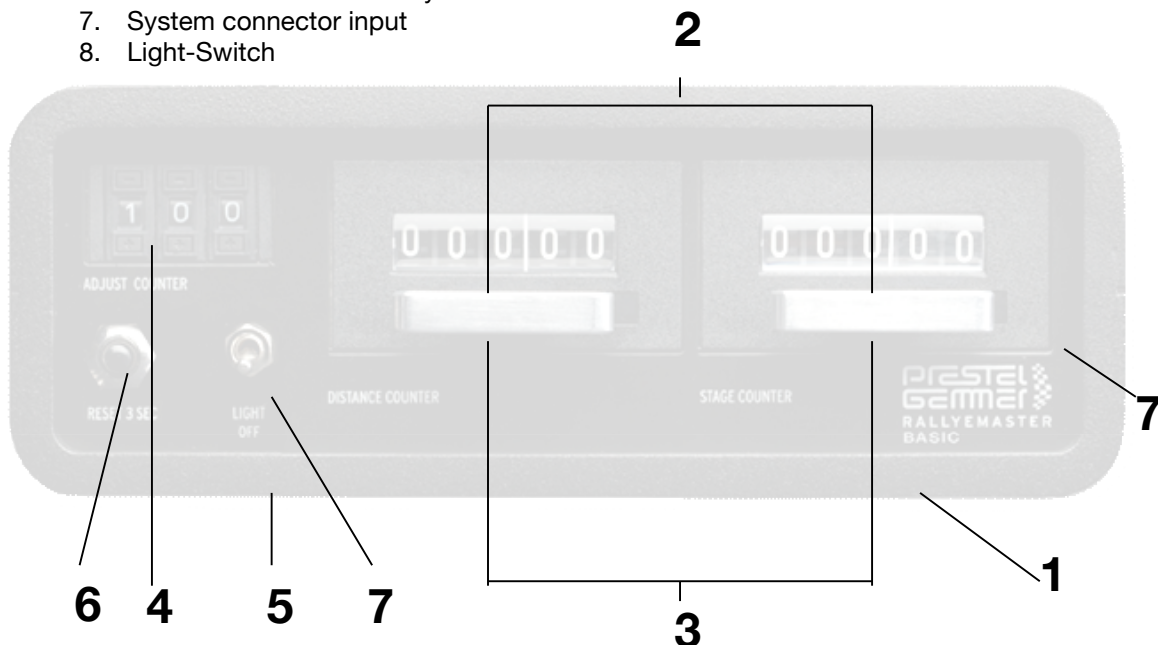 7. System connector input
8. Light-Switch
2
1 0 0
0 0 0 0 0
0 0 0 0 0
ADJUST COUNTER
RESET 3 SEC
LIGHT
OFF
DISTANCE COUNTER
STAGE COUNTER
PRESTEL
GEMMER
RALLYEMASTER
BASIC
7
6
4
5
7
3
1